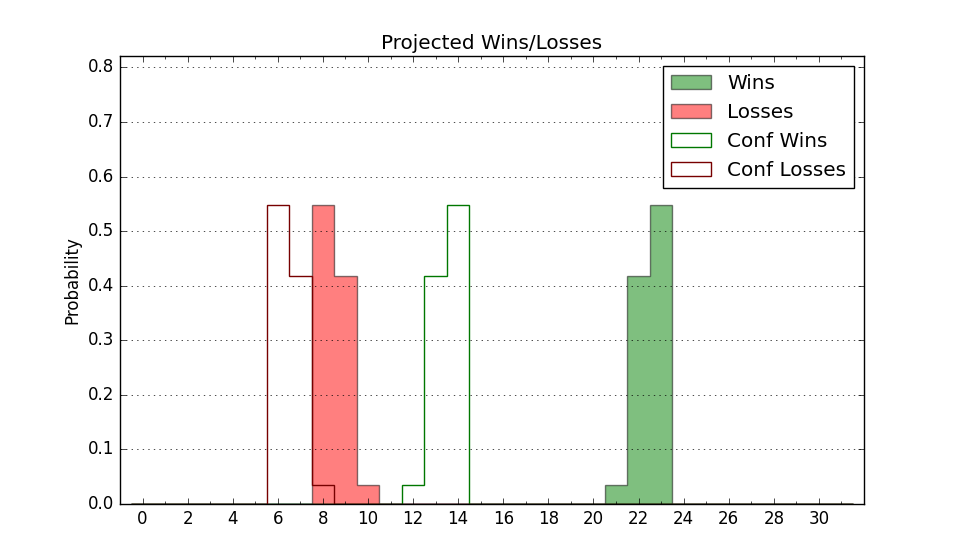 Projected Wins/Losses
Wins
Losses
Conf Wins
Conf Losses
Probability
0.8
0.7
0.6
0.5
0.4
0.3
0.2
0.1
0.0
0 2 4 6 8 10 12 14 16 18 20 22 24 26 28 30